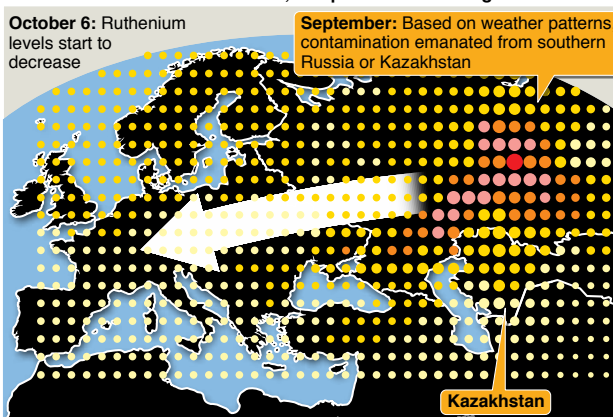 October 6: Ruthenium
levels start to
decrease
September: Based on weather patterns
contamination emanated from southern
Russia or Kazakhstan
Kazakhstan